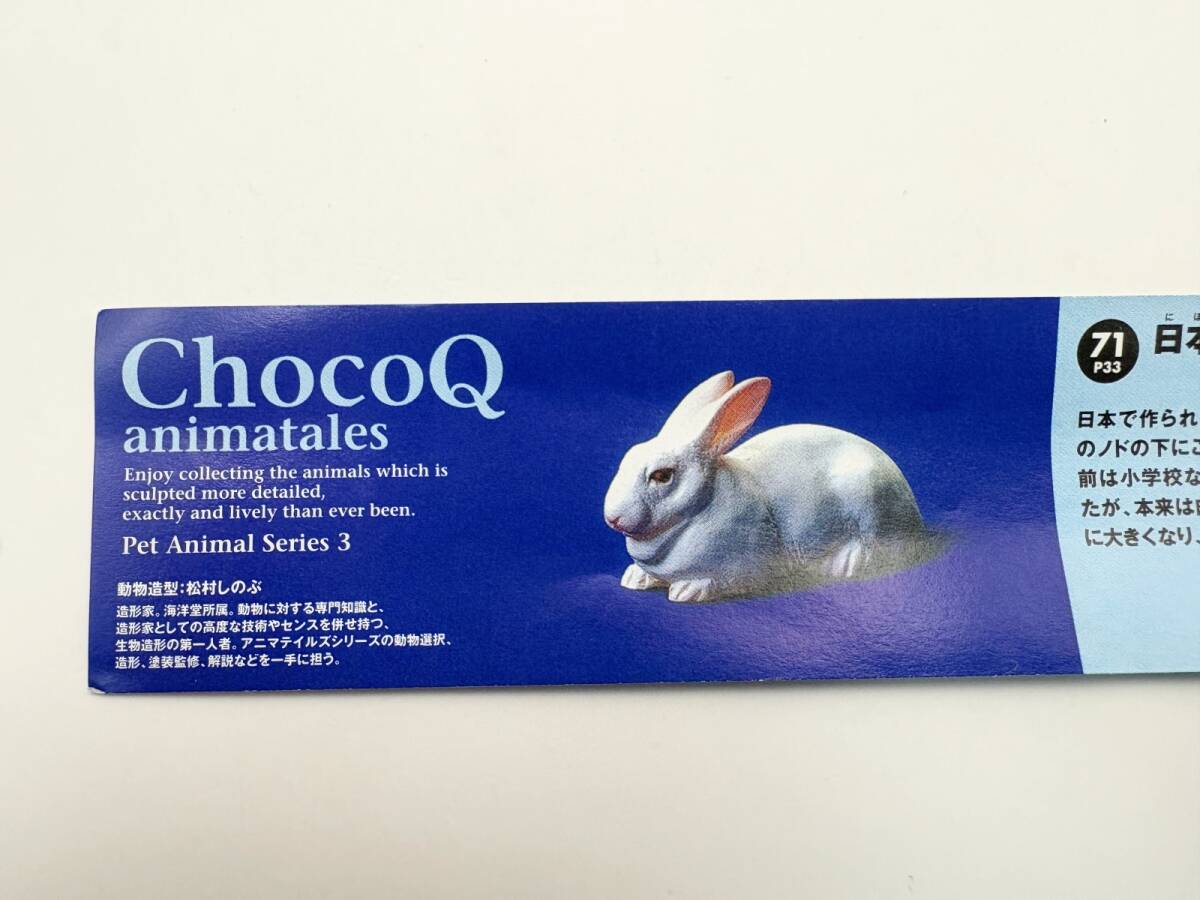 ChocoQ
animatales
Enjoy collecting the animals which is
sculpted more detailed,
exactly and lively than ever been.
Pet Animal Series 3
動物造型：松村しのぶ
造形家。海洋堂所属。動物に対する専門知識と、
造形家としての高度な技術やセンスを併せ持つ、
生物造形の第一人者。アニマテイルズシリーズの動物選択、
造形、塗装監修、解説などを一手に担う。
71
P33
に
日本
日本で作られ
のノドの下にこ
前は小学校な
たが、本来は
に大きくなり、